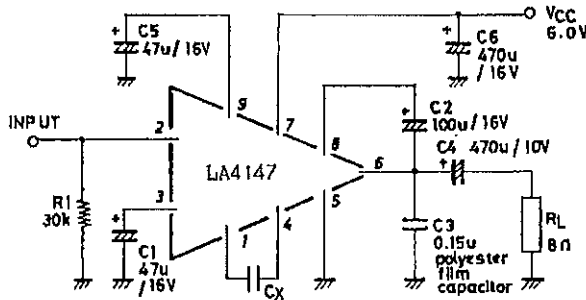 C5
47u/16V
VCC
6.0V
C6
470u
/16V
INPUT
9
7
8
C2
100u/16V
C4 470u/10V
2
LA4147
6
3
5
R1
30k
1
4
C1
47u
/16V
CX
C3
0.15u
polyester
film
capacitor
RL
8Ω